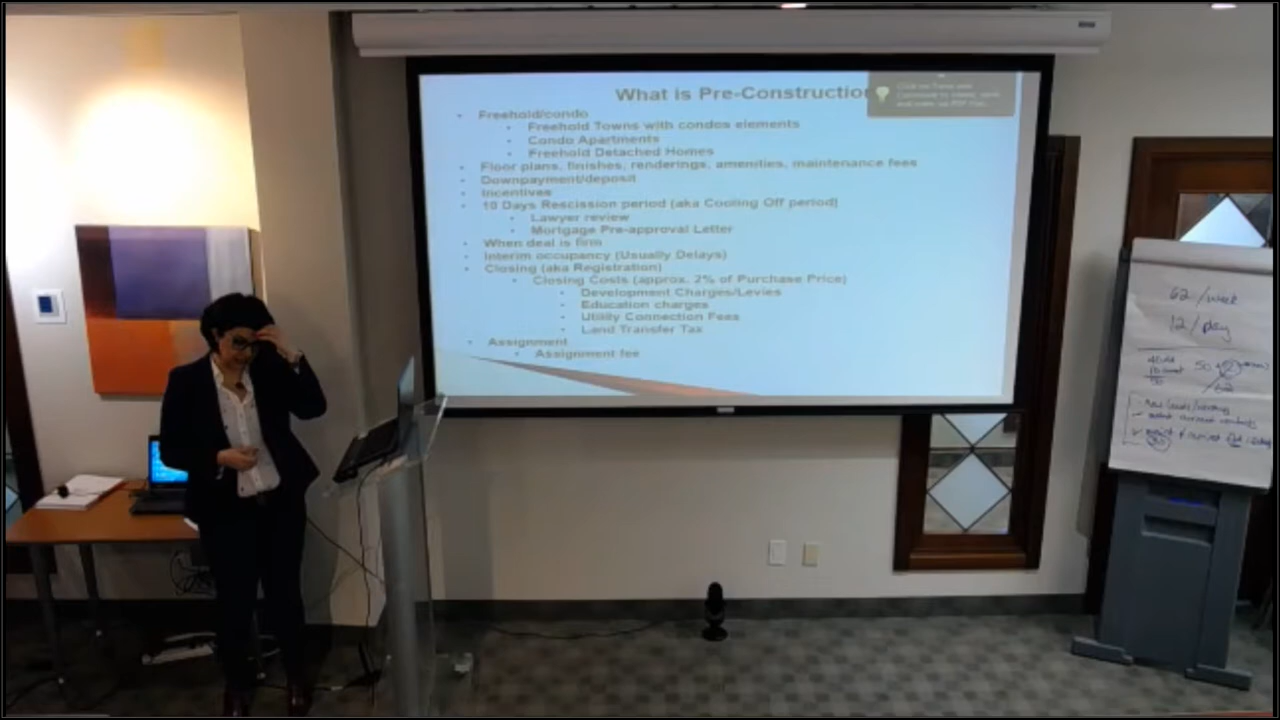 What is Pre-Construction
Freehold/condo
Freehold Towns with condos elements
Condo Apartments
Freehold Detached Homes
Floor plans, finishes, renderings, amenities, maintenance fees
Downpayment/deposit
Incentives
10 Days Rescission period (aka Cooling Off period)
Lawyer review
Mortgage Pre-approval Letter
When deal is firm
Interim occupancy (Usually Delays)
Closing (aka Registration)
Closing Costs (approx. 2% of Purchase Price)
Development Charges/Levies
Education charges
Utility Connection Fees
Land Transfer Tax
Assignment
Assignment fee
62 /week
12 / day
50